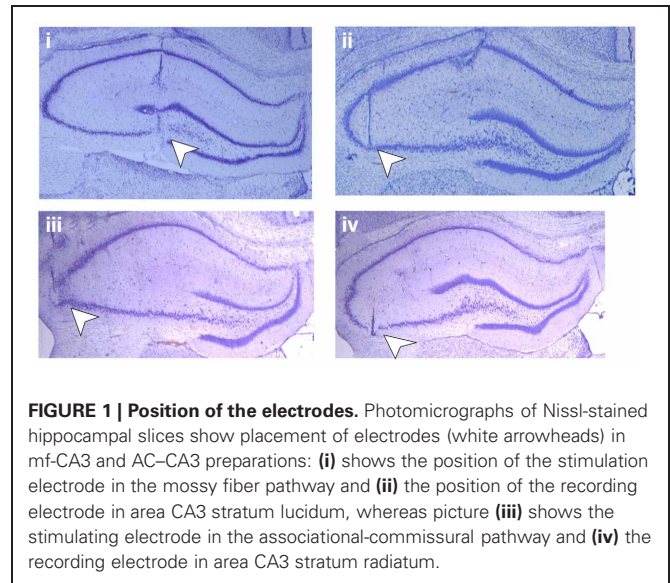 i
ii
iii
iv
FIGURE 1 | Position of the electrodes. Photomicrographs of Nissl-stained
hippocampal slices show placement of electrodes (white arrowheads) in
mf-CA3 and AC–CA3 preparations: (i) shows the position of the stimulation
electrode in the mossy fiber pathway and (ii) the position of the recording
electrode in area CA3 stratum lucidum, whereas picture (iii) shows the
stimulating electrode in the associational-commissural pathway and (iv) the
recording electrode in area CA3 stratum radiatum.